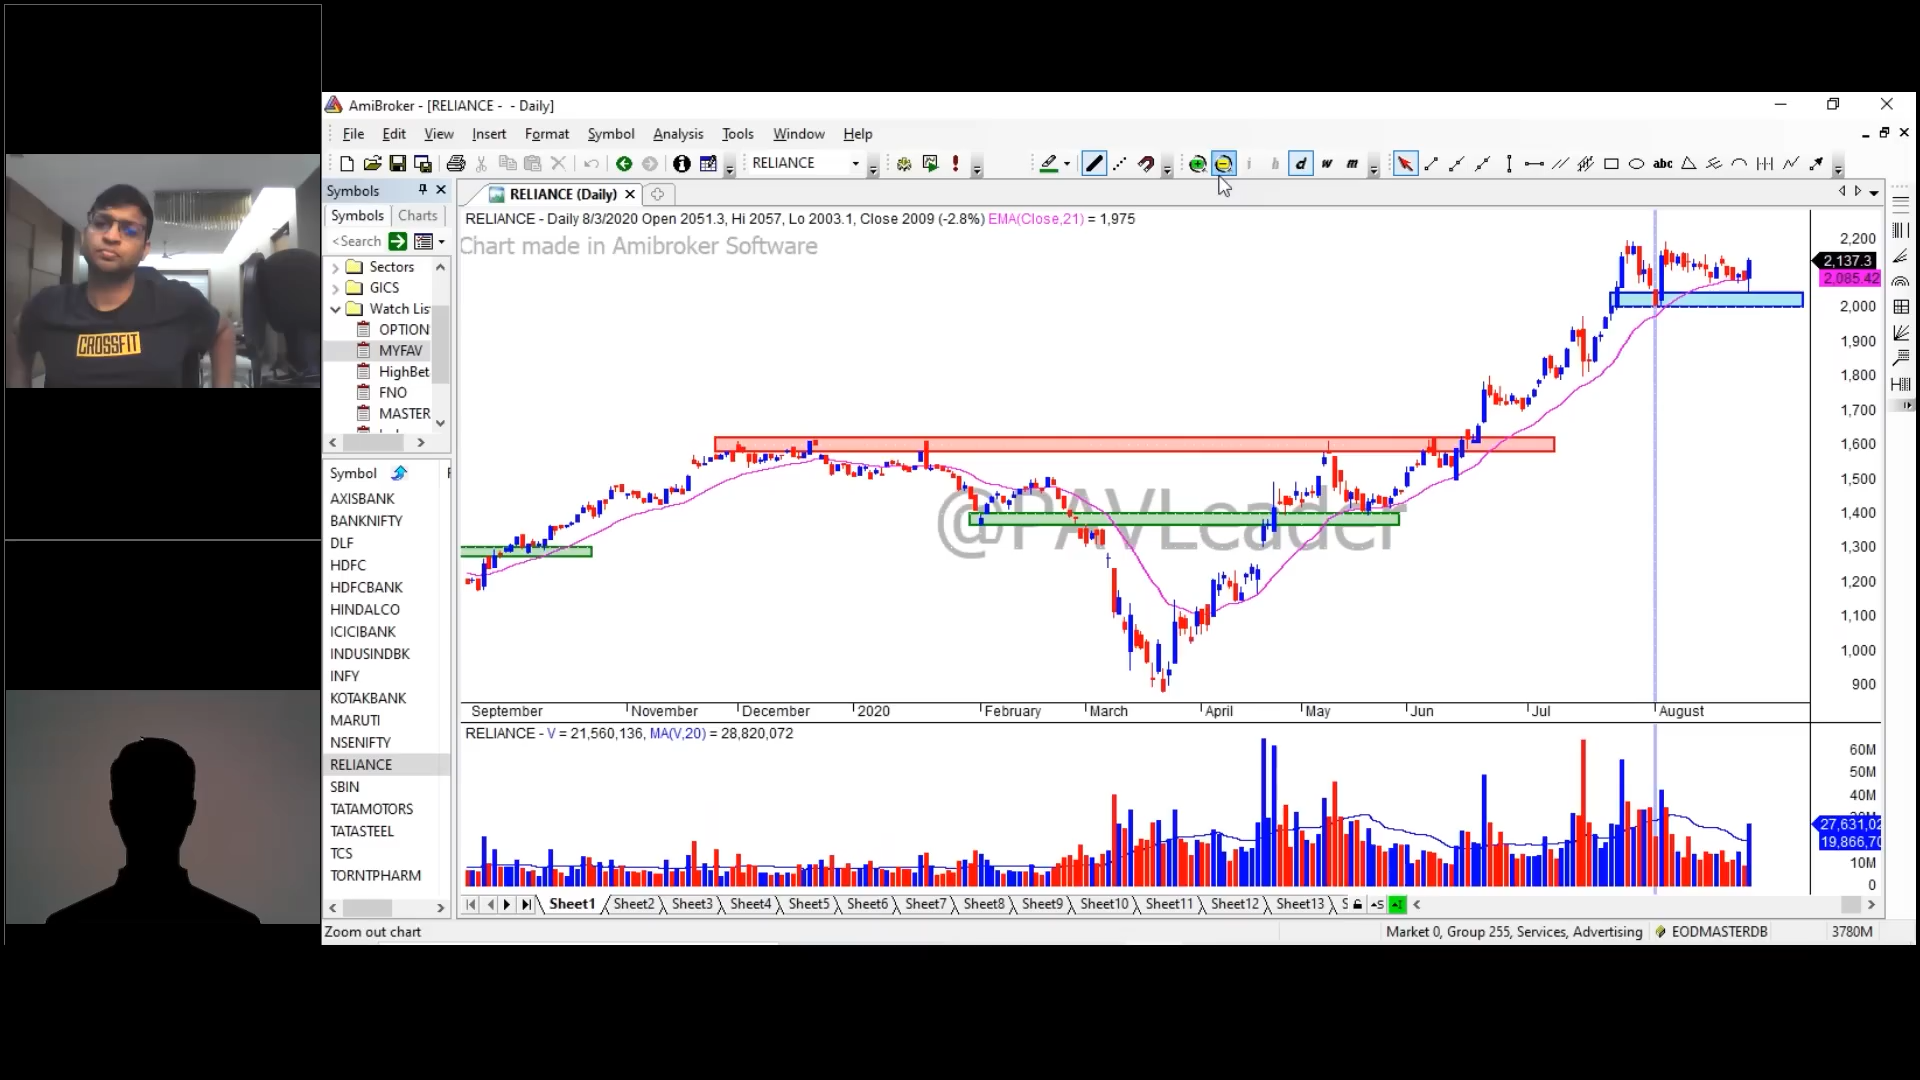 CROSSFIT
AmiBroker - [RELIANCE - - Daily]
File Edit View Insert Format Symbol Analysis Tools Window Help
RELIANCE
d w m
abc
Symbols
RELIANCE (Daily)
Symbols Charts
<Search
Sectors
GICS
Watch Lis
OPTION
MYFAV
HighBet
FNO
MASTER
Symbol
AXISBANK
BANKNIFTY
DLF
HDFC
HDFCBANK
HINDALCO
ICICIBANK
INDUSINDBK
INFY
KOTAKBANK
MARUTI
NSENIFTY
RELIANCE
SBIN
TATAMOTORS
TATASTEEL
TCS
TORNTPHARM
RELIANCE - Daily 8/3/2020 Open 2051.3, Hi 2057, Lo 2003.1, Close 2009 (-2.8%) EMA(Close,21) = 1,975
Chart made in Amibroker Software
@PAVLeader
2,200
2,137.3
2,085.42
2,000
1,900
1,800
1,700
1,600
1,500
1,400
1,300
1,200
1,100
1,000
900
September November December 2020 February March April May Jun Jul August
RELIANCE - V = 21,560,136, MA(V,20) = 28,820,072
60M
50M
40M
27,631,02
19,866,70
10M
0
Sheet1 Sheet2 Sheet3 Sheet4 Sheet5 Sheet6 Sheet7 Sheet8 Sheet9 Sheet10 Sheet11 Sheet12 Sheet13 S
Zoom out chart
Market 0, Group 255, Services, Advertising EODMASTERDB 3780M